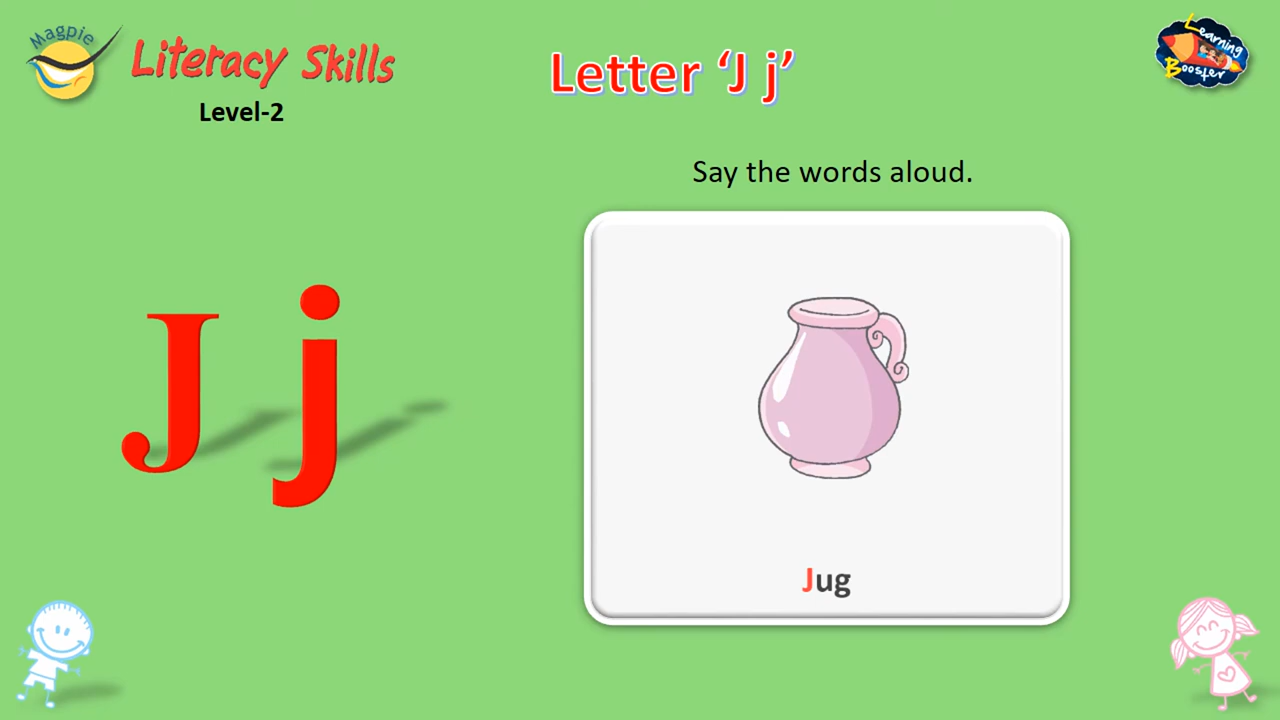 Magpie
Literacy Skills
Level-2
Letter ‘J j’
Learning
Booster
Say the words aloud.
J j
Jug